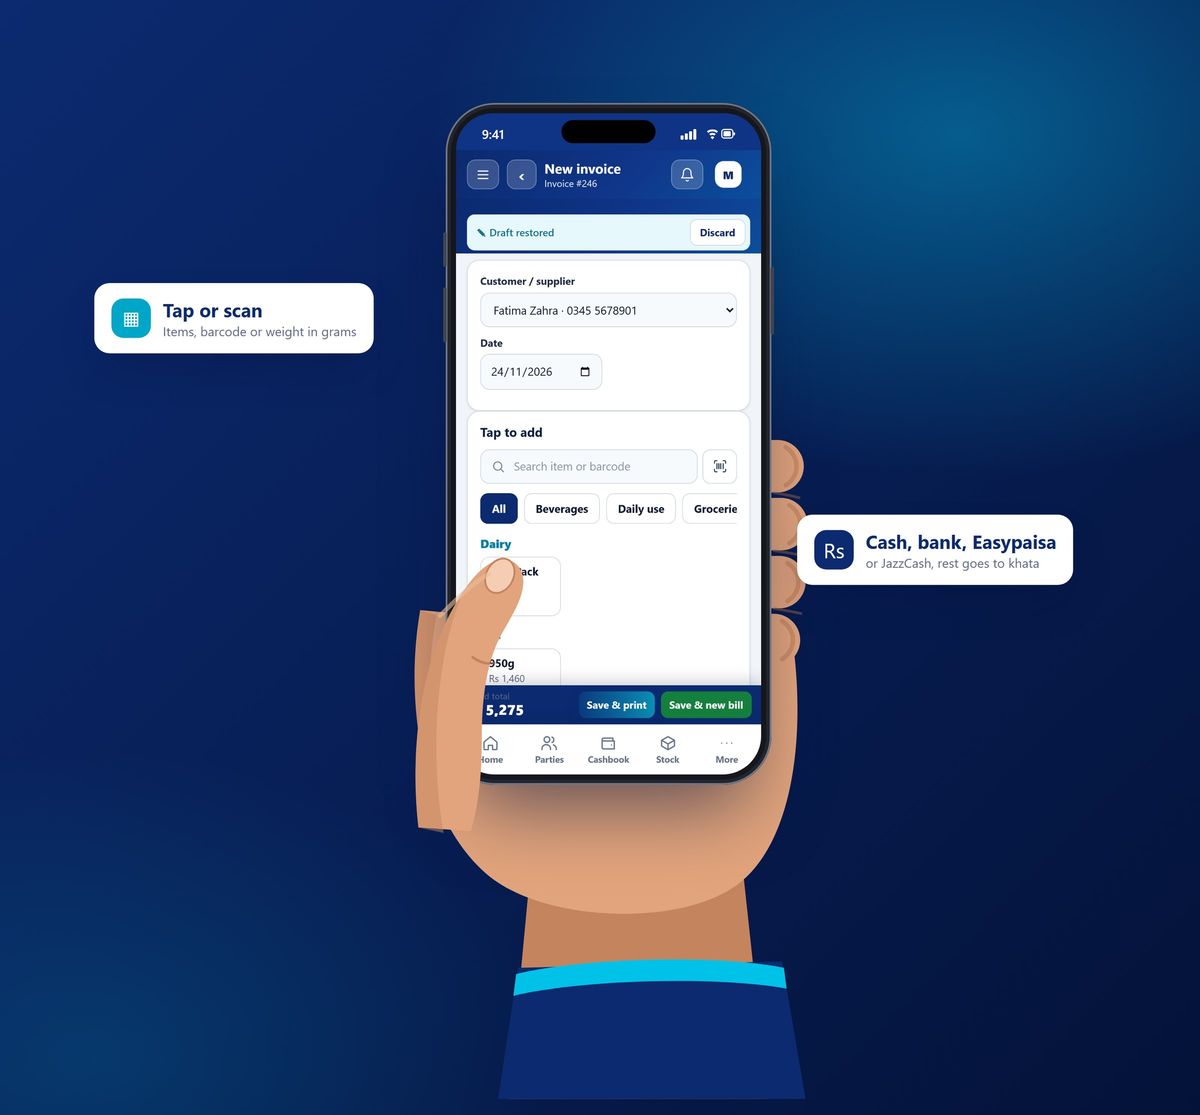 9:41
New invoice
Invoice #246
M
Draft restored
Discard
Customer / supplier
Fatima Zahra · 0345 5678901
Date
24/11/2026
Tap to add
Search item or barcode
All Beverages Daily use Grocerie
Dairy
950g
Rs 1,460
total
5,275
Save & print
Save & new bill
Home Parties Cashbook Stock More
Tap or scan
Items, barcode or weight in grams
Rs
Cash, bank, Easypaisa
or JazzCash, rest goes to khata